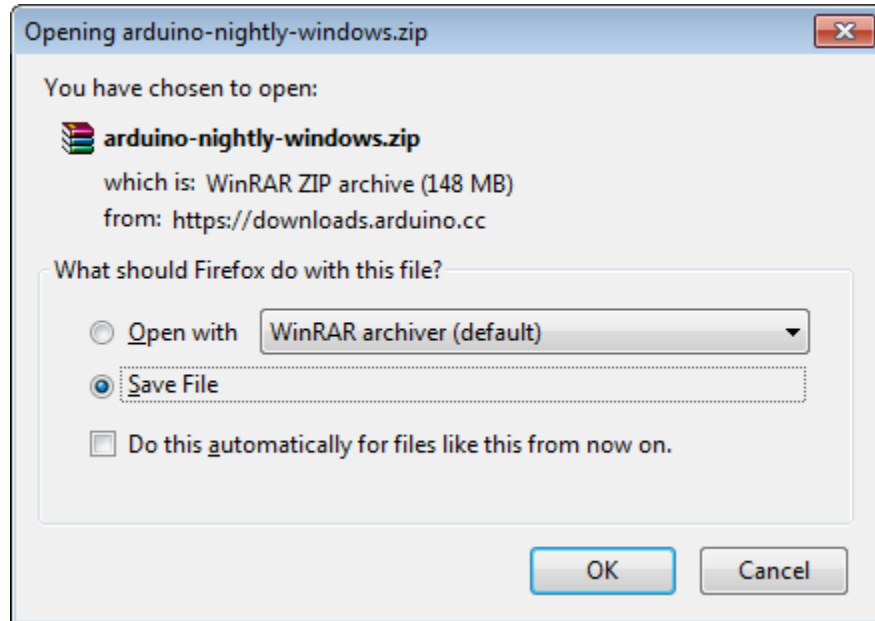 Opening arduino-nightly-windows.zip
You have chosen to open:
arduino-nightly-windows.zip
which is: WinRAR ZIP archive (148 MB)
from: https://downloads.arduino.cc
What should Firefox do with this file?
Open with WinRAR archiver (default)
Save File
Do this automatically for files like this from now on.
OK Cancel